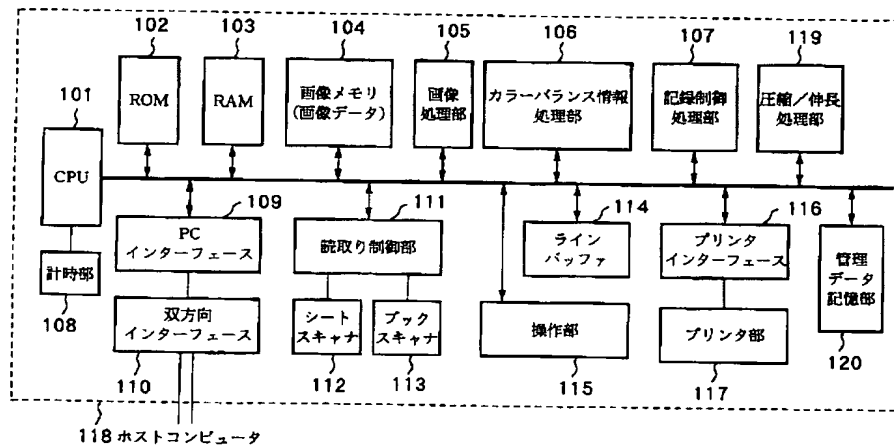 102
103
104
105
106
107
119
101
ROM
RAM
画像メモリ
(画像データ)
画像
処理部
カラーバランス情報
処理部
記録制御
処理部
圧縮／伸長
処理部
CPU
109
111
114
116
PC
インターフェース
読取り制御部
ライン
バッファ
プリンタ
インターフェース
管理
データ
記憶部
計時部
108
双方向
インターフェース
シート
スキャナ
ブック
スキャナ
操作部
プリンタ部
110
112
113
115
117
120
118 ホストコンピュータ